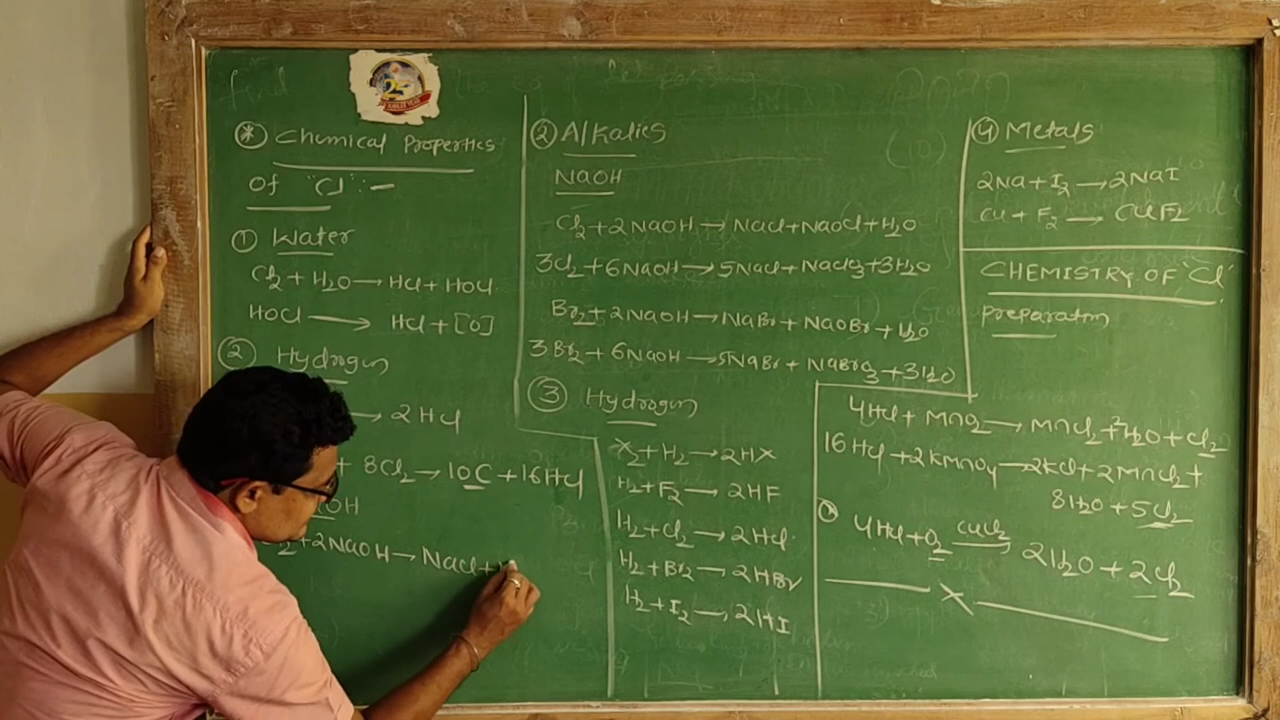 * Chemical Properties
Of "Cl" :-
① Water
Cl₂ + H₂O → HCl + HOCl
HOCl → HCl + [O]
② Hydrogen
→ 2HCl
+ 8Cl₂ → 10C + 16HCl
OH
+ 2NaOH → NaCl +
② Alkalies
NaOH
Cl₂ + 2NaOH → NaCl + NaOCl + H₂O
3Cl₂ + 6NaOH → 5NaCl + NaClO₃ + 3H₂O
Br₂ + 2NaOH → NaBr + NaOBr + H₂O
3Br₂ + 6NaOH → 5NaBr + NaBrO₃ + 3H₂O
③ Hydrogen
X₂ + H₂ → 2HX
H₂ + F₂ → 2HF
H₂ + Cl₂ → 2HCl
H₂ + Br₂ → 2HBr
H₂ + I₂ → 2HI
④ Metals
2Na + I₂ → 2NaI
Cu + F₂ → CuF₂
CHEMISTRY OF "Cl"
preparation
4HCl + MnO₂ → MnCl₂ + 2H₂O + Cl₂
16HCl + 2KMnO₄ → 2KCl + 2MnCl₂ +
8H₂O + 5Cl₂
4HCl + O₂ CuCl₂ → 2H₂O + 2Cl₂
X